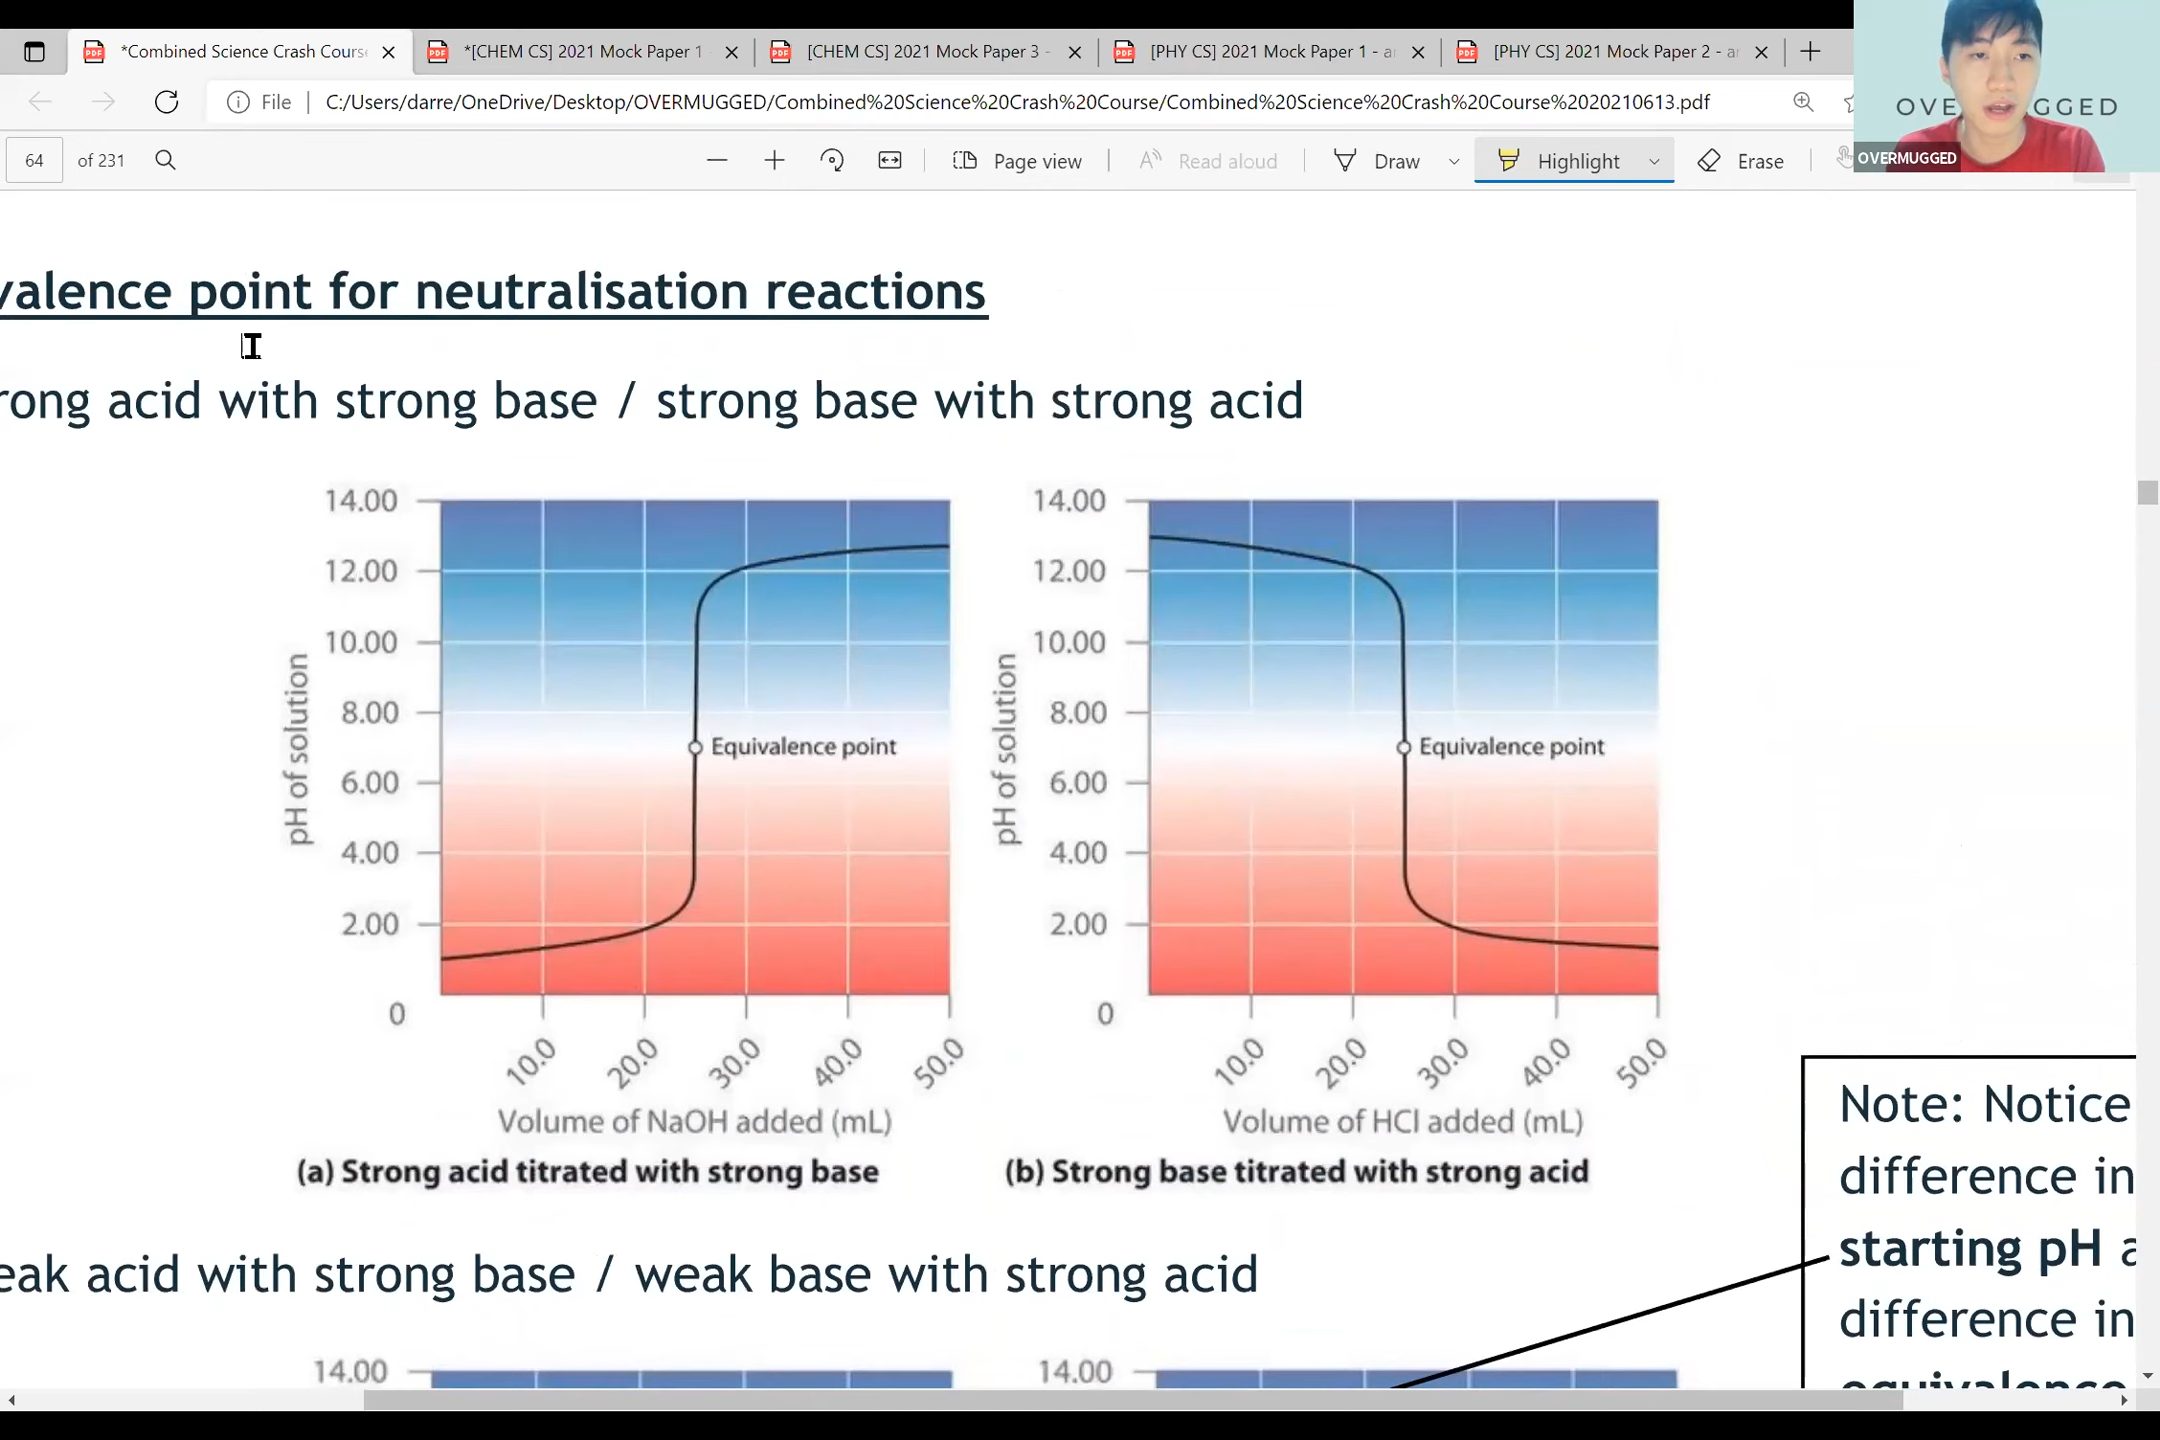 *Combined Science Crash Cours
*[CHEM CS] 2021 Mock Paper 1
[CHEM CS] 2021 Mock Paper 3 -
[PHY CS] 2021 Mock Paper 1 - a
[PHY CS] 2021 Mock Paper 2 - a
File
C:/Users/darre/OneDrive/Desktop/OVERMUGGED/Combined%20Science%20Crash%20Course/Combined%20Science%20Crash%20Course%2020210613.pdf
OVE GGED
OVERMUGGED
64 of 231
Page view
Read aloud
Draw
Highlight
Erase
valence point for neutralisation reactions
rong acid with strong base / strong base with strong acid
14.00
12.00
10.00
8.00
6.00
4.00
2.00
0
pH of solution
Equivalence point
10.0 20.0 30.0 40.0 50.0
Volume of NaOH added (mL)
(a) Strong acid titrated with strong base
14.00
12.00
10.00
8.00
6.00
4.00
2.00
0
pH of solution
Equivalence point
10.0 20.0 30.0 40.0 50.0
Volume of HCl added (mL)
(b) Strong base titrated with strong acid
Note: Notice
difference in
starting pH a
difference in
equivalence
eak acid with strong base / weak base with strong acid
14.00
14.00